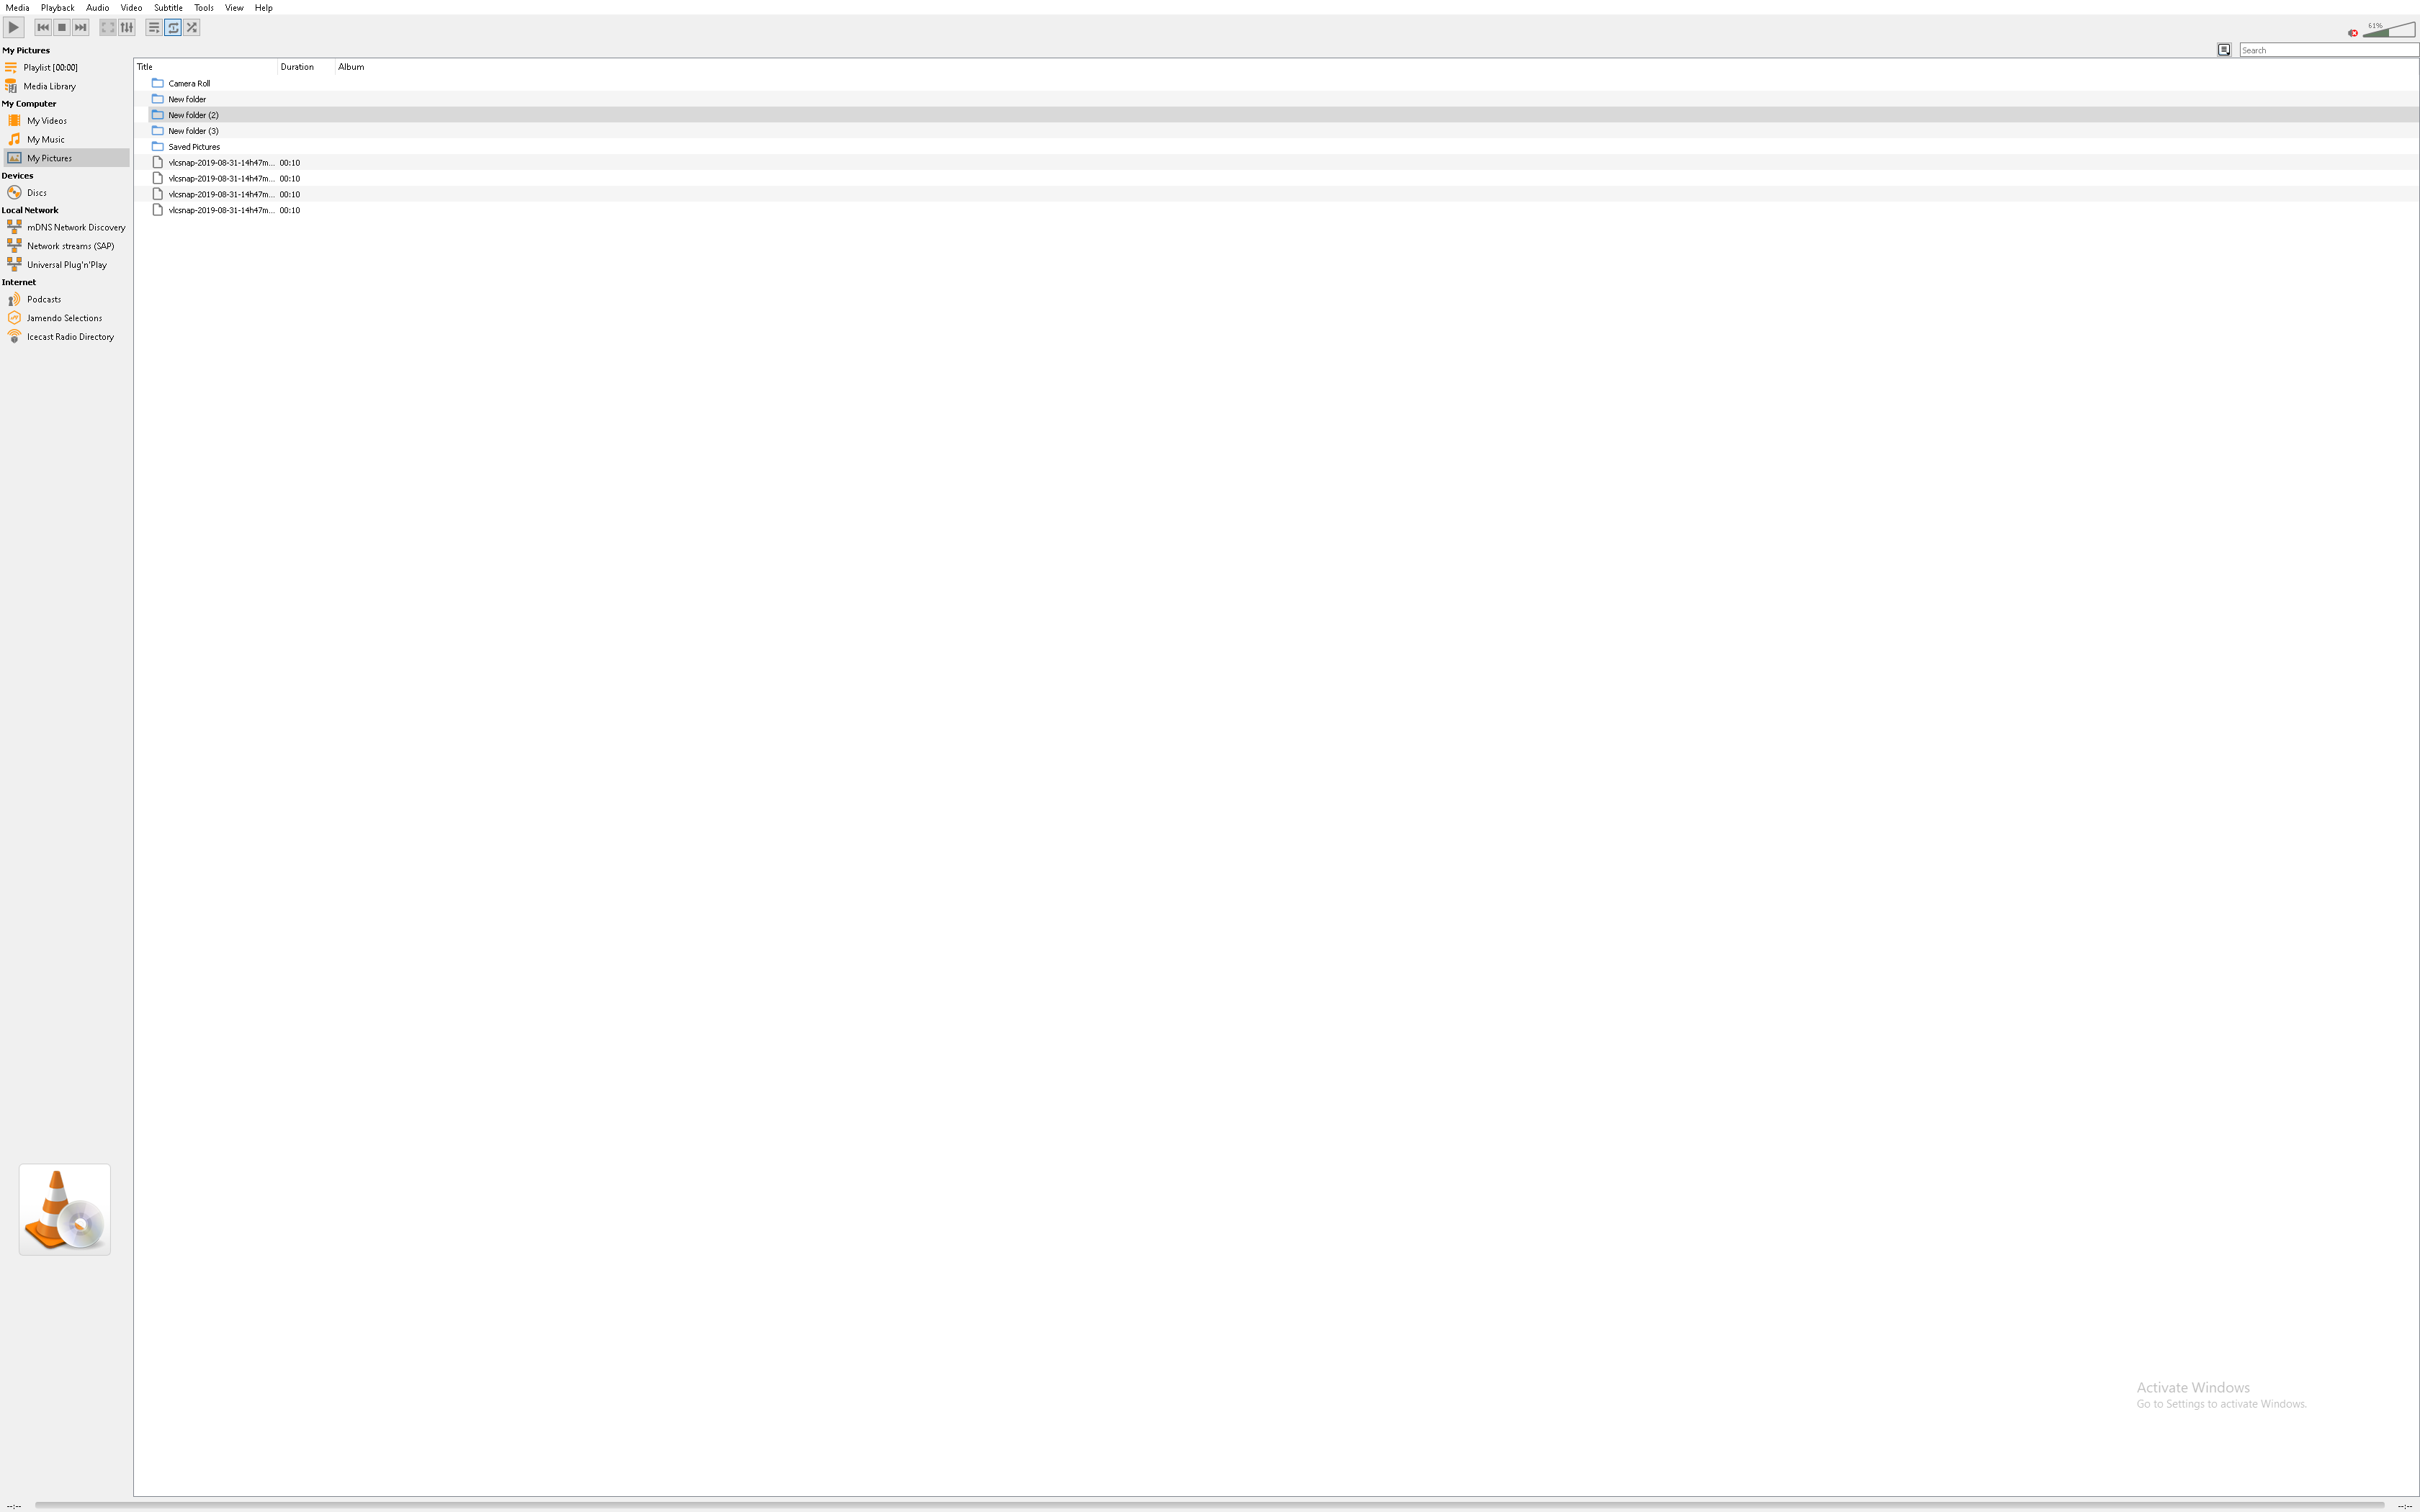 Media Playback Audio Video Subtitle Tools View Help
61%
My Pictures
Search
Playlist [00:00]
Media Library
My Computer
My Videos
My Music
My Pictures
Devices
Discs
Local Network
mDNS Network Discovery
Network streams (SAP)
Universal Plug'n'Play
Internet
Podcasts
Jamendo Selections
Icecast Radio Directory
Title Duration Album
Camera Roll
New folder
New folder (2)
New folder (3)
Saved Pictures
vlcsnap-2019-08-31-14h47m... 00:10
vlcsnap-2019-08-31-14h47m... 00:10
vlcsnap-2019-08-31-14h47m... 00:10
vlcsnap-2019-08-31-14h47m... 00:10
Activate Windows
Go to Settings to activate Windows.
--:-- --:--